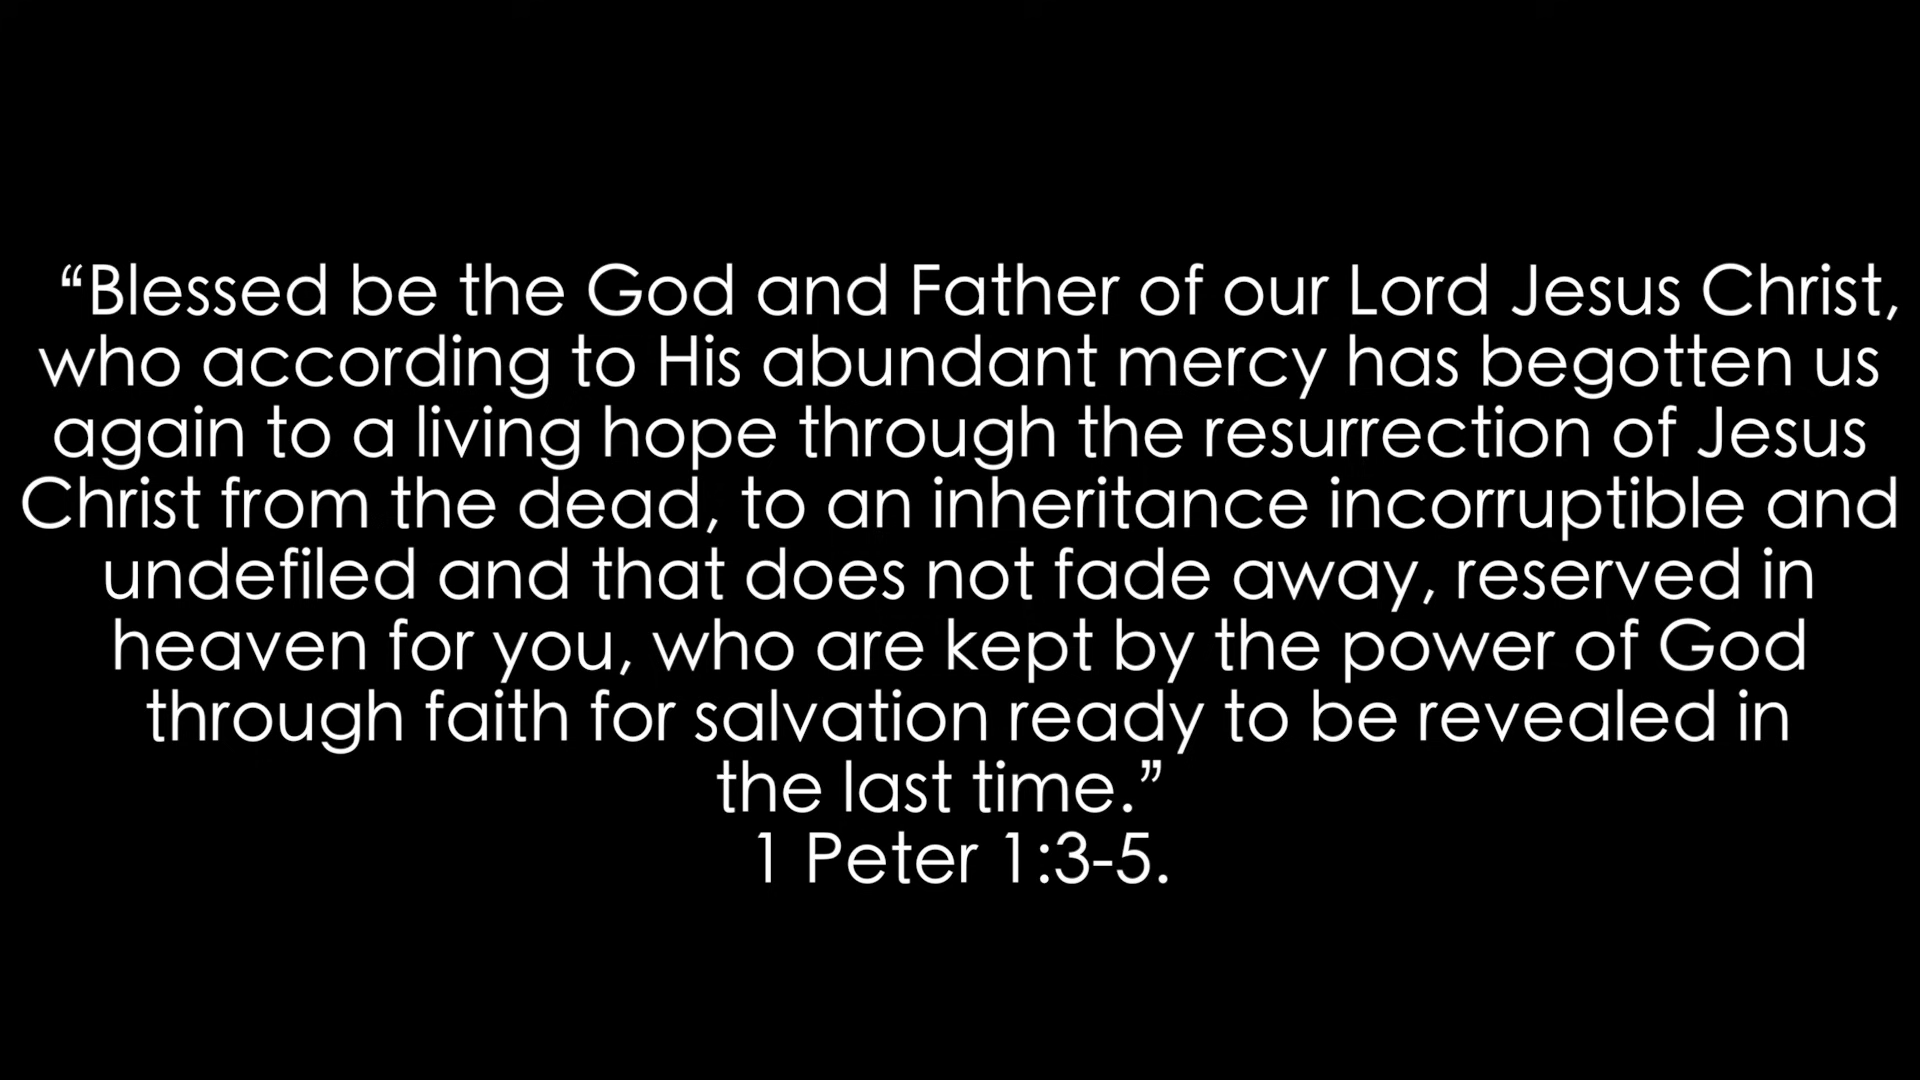 “Blessed be the God and Father of our Lord Jesus Christ,
who according to His abundant mercy has begotten us
again to a living hope through the resurrection of Jesus
Christ from the dead, to an inheritance incorruptible and
undefiled and that does not fade away, reserved in
heaven for you, who are kept by the power of God
through faith for salvation ready to be revealed in
the last time.”
1 Peter 1:3-5.